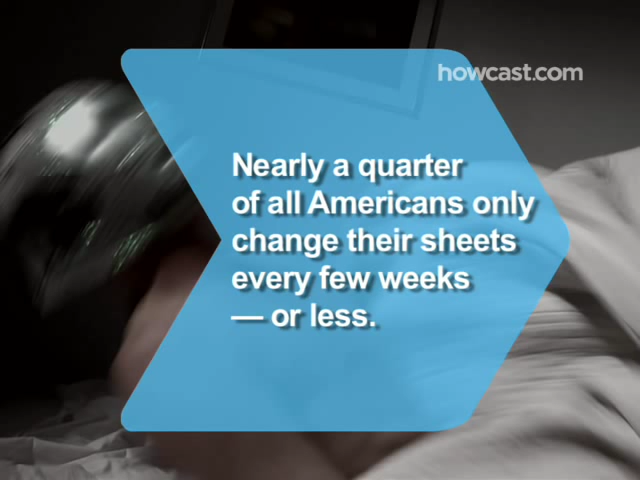 howcast.com
Nearly a quarter
of all Americans only
change their sheets
every few weeks
— or less.